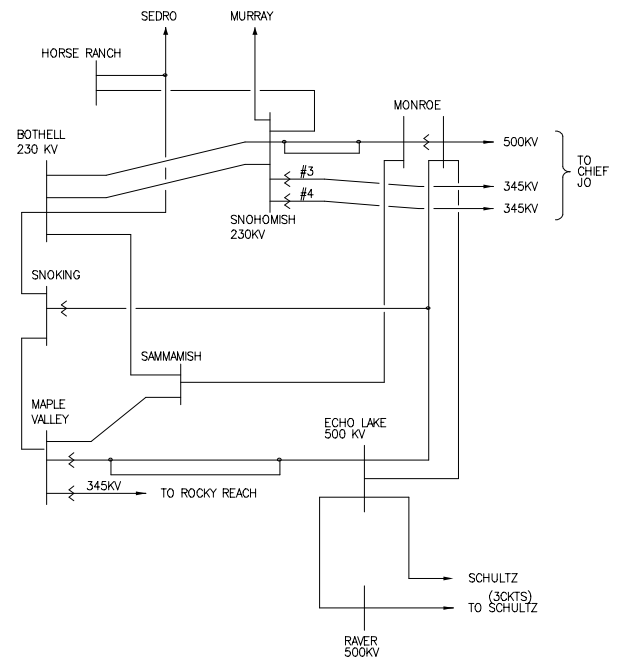 SEDRO
MURRAY
HORSE RANCH
MONROE
BOTHELL
230 KV
500KV
#3
345KV
#4
345KV
TO
CHIEF
JO
SNOHOMISH
230KV
SNOKING
SAMMAMISH
MAPLE
VALLEY
ECHO LAKE
500 KV
345KV
TO ROCKY REACH
SCHULTZ
(3CKTS)
TO SCHULTZ
RAVER
500KV